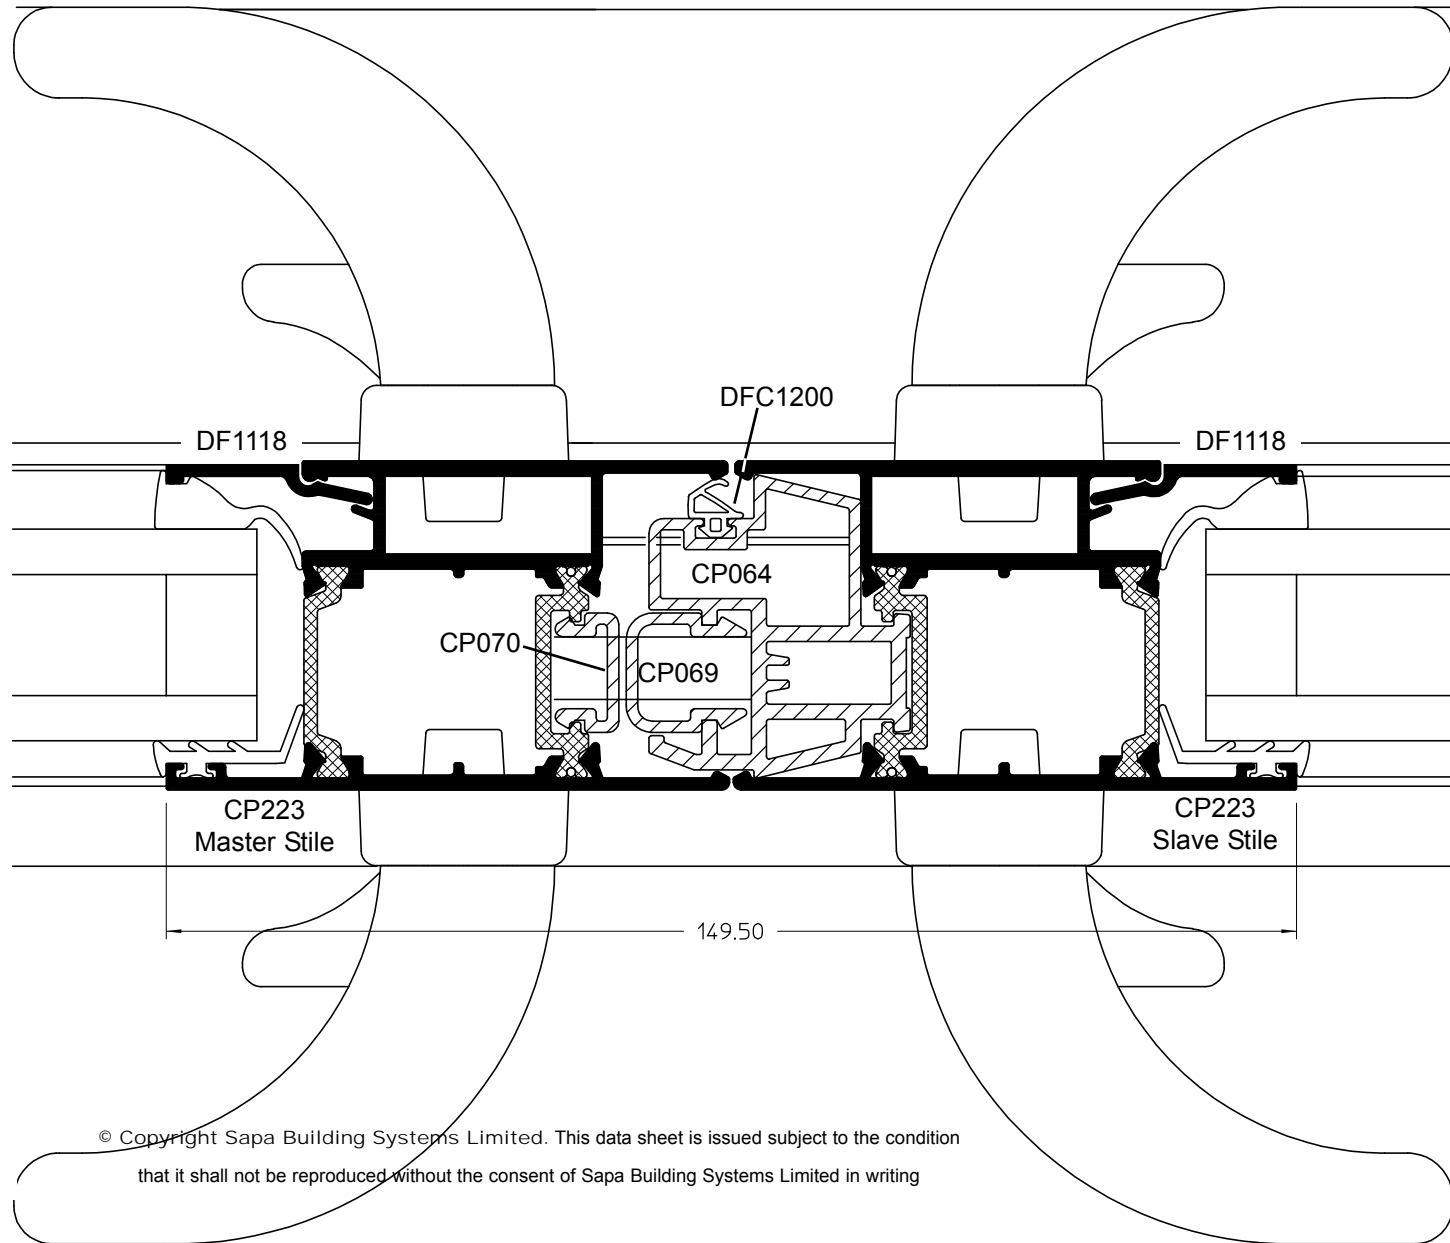 DFC1200
DF1118
DF1118
CP064
CP070
CP069
CP223
Master Stile
CP223
Slave Stile
149.50
© Copyright Sapa Building Systems Limited. This data sheet is issued subject to the condition
that it shall not be reproduced without the consent of Sapa Building Systems Limited in writing